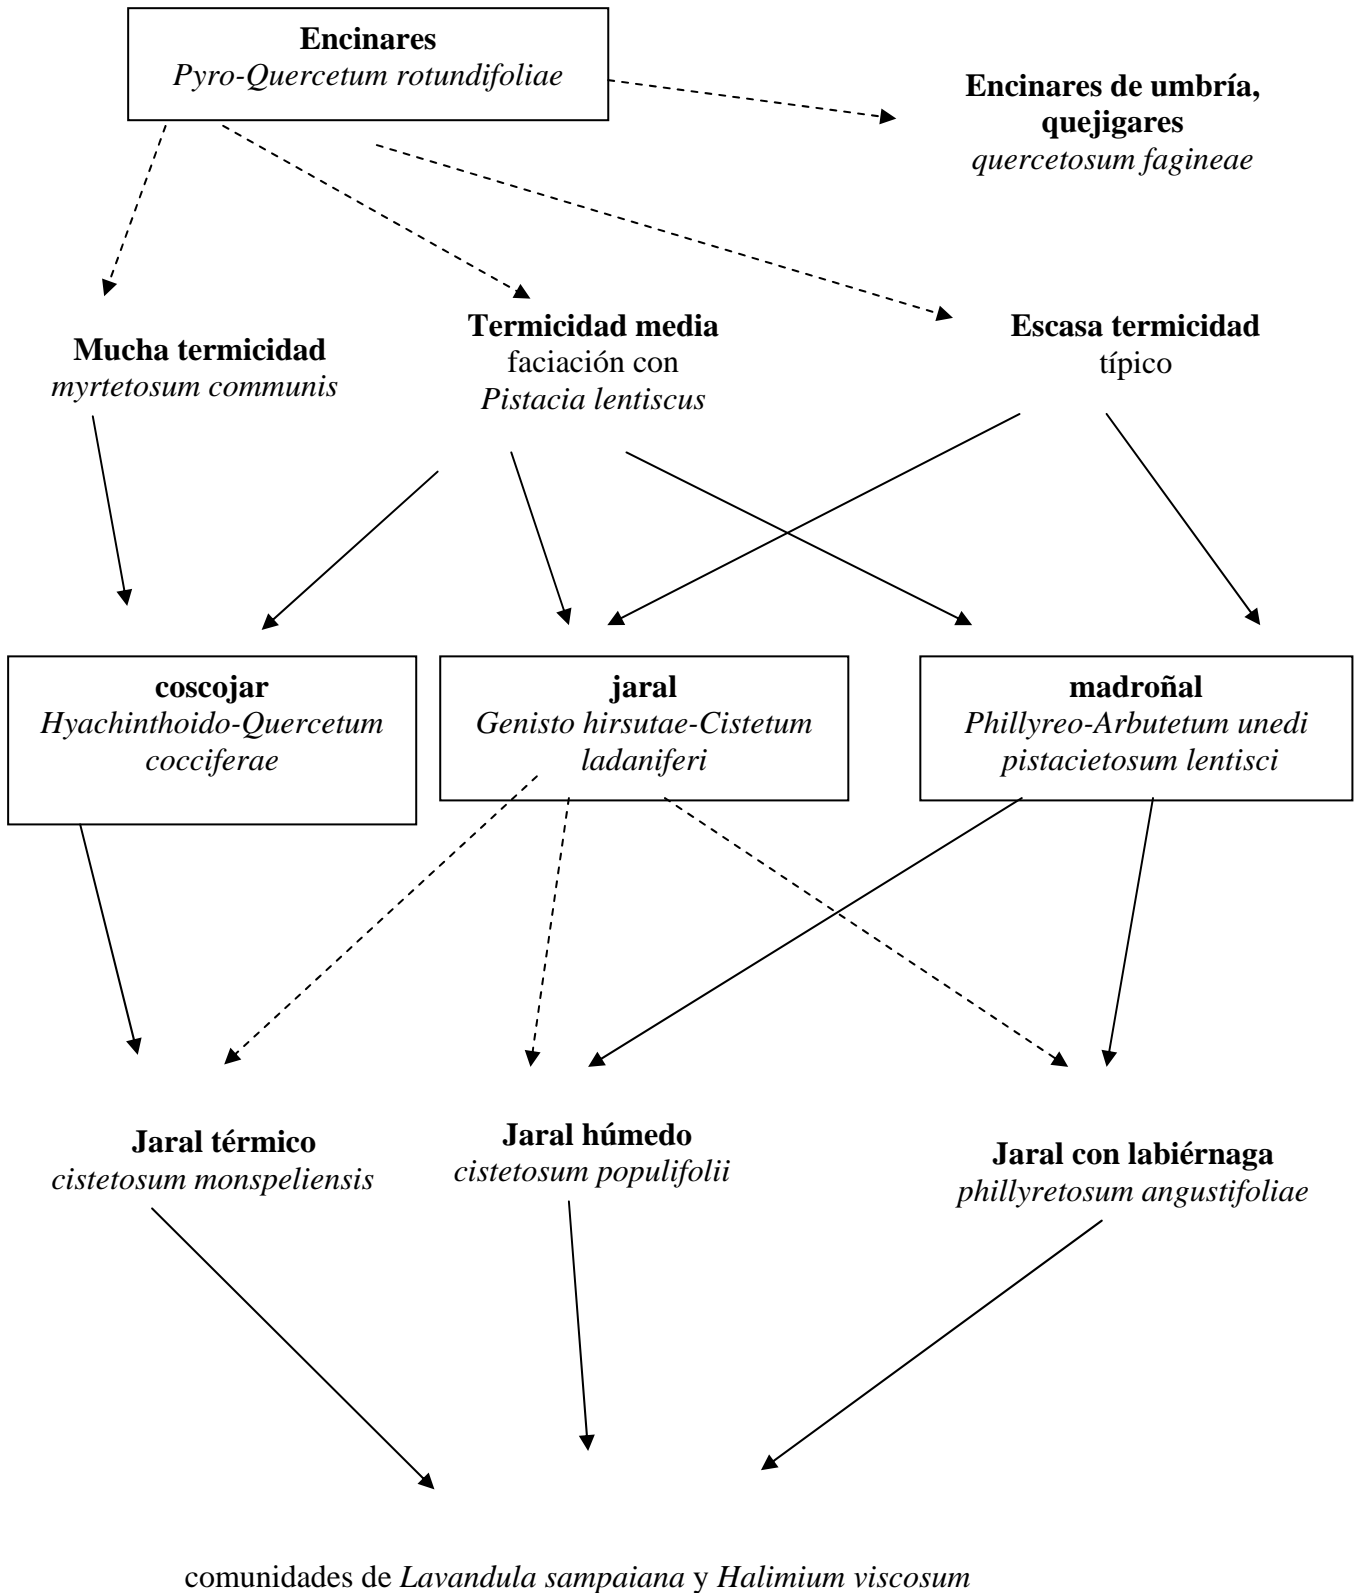 Encinares
Pyro-Quercetum rotundifoliae
Encinares de umbría,
quejigares
quercetosum fagineae
Mucha termicidad
myrtetosum communis
Termicidad media
faciación con
Pistacia lentiscus
Escasa termicidad
típico
coscojar
Hyachinthoido-Quercetum
cocciferae
jaral
Genisto hirsutae-Cistetum
ladaniferi
madroñal
Phillyreo-Arbutetum unedi
pistacietosum lentisci
Jaral térmico
cistetosum monspeliensis
Jaral húmedo
cistetosum populifolii
Jaral con labiérnaga
phillyretosum angustifoliae
comunidades de Lavandula sampaiana y Halimium viscosum